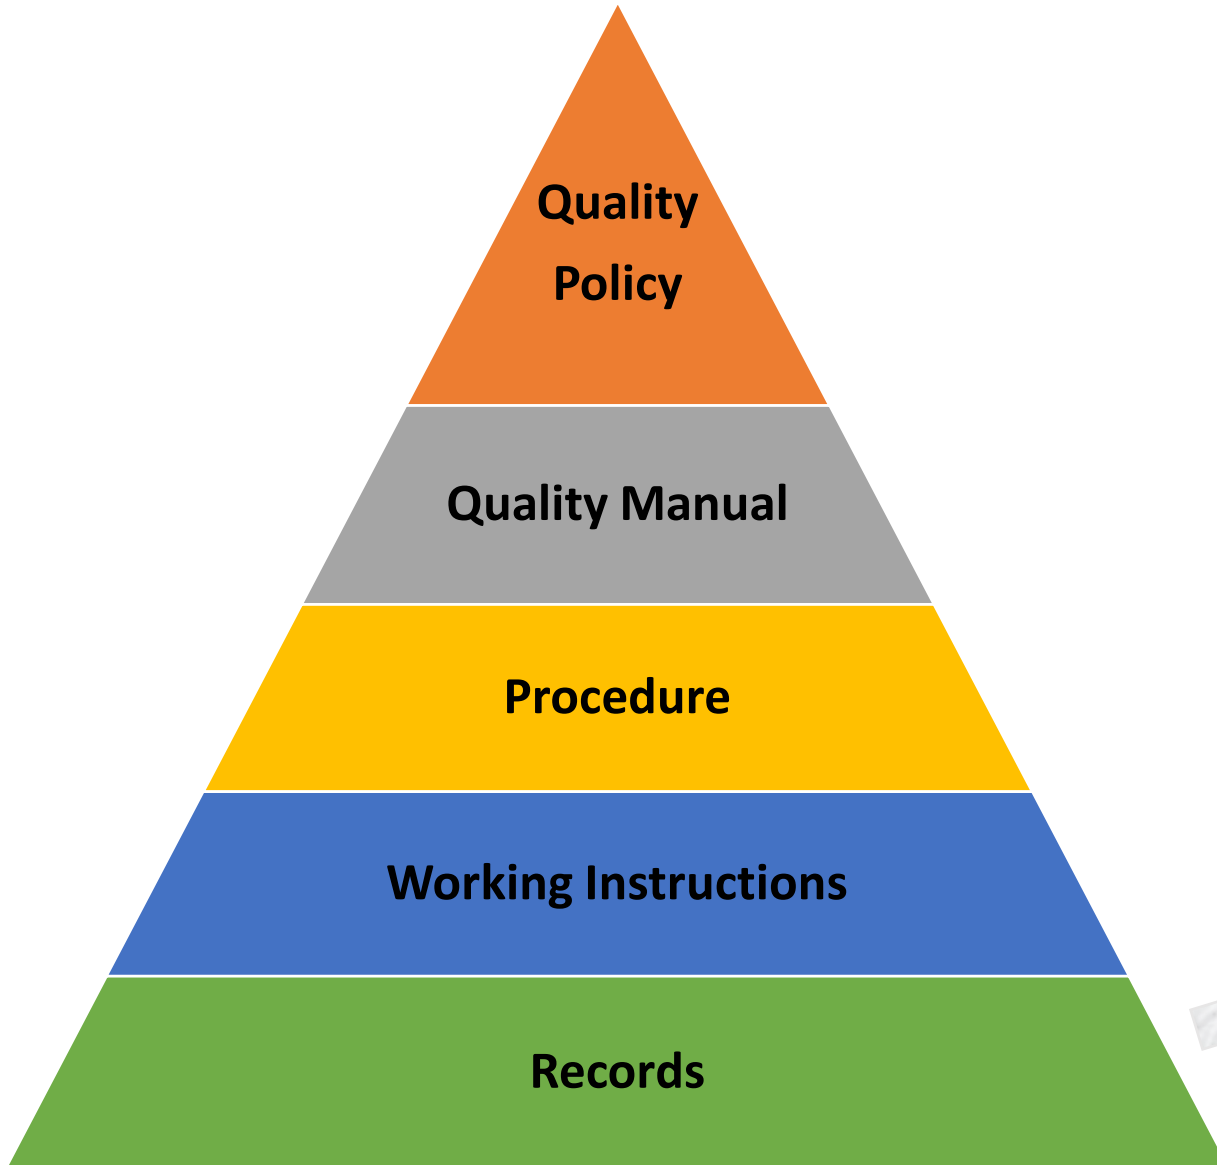 Quality
Policy
Quality Manual
Procedure
Working Instructions
Records